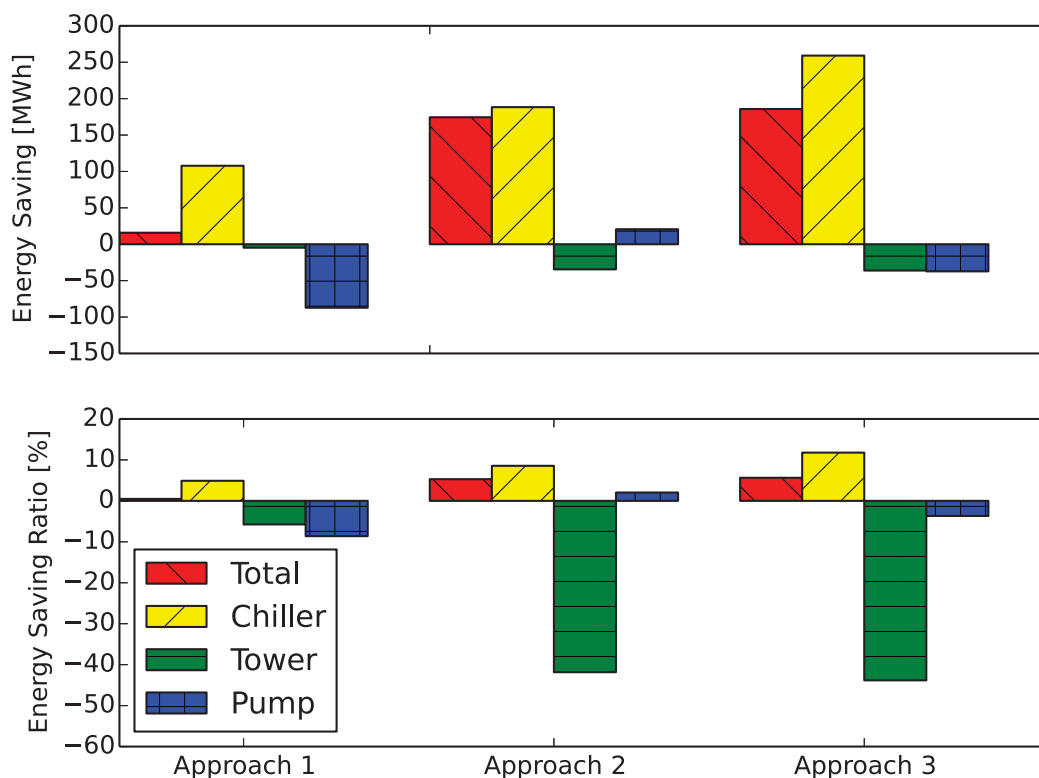 Energy Saving [MWh]
300
250
200
150
100
50
0
−50
−100
−150
Energy Saving Ratio [%]
20
10
0
−10
−20
−30
−40
−50
−60
Total
Chiller
Tower
Pump
Approach 1
Approach 2
Approach 3